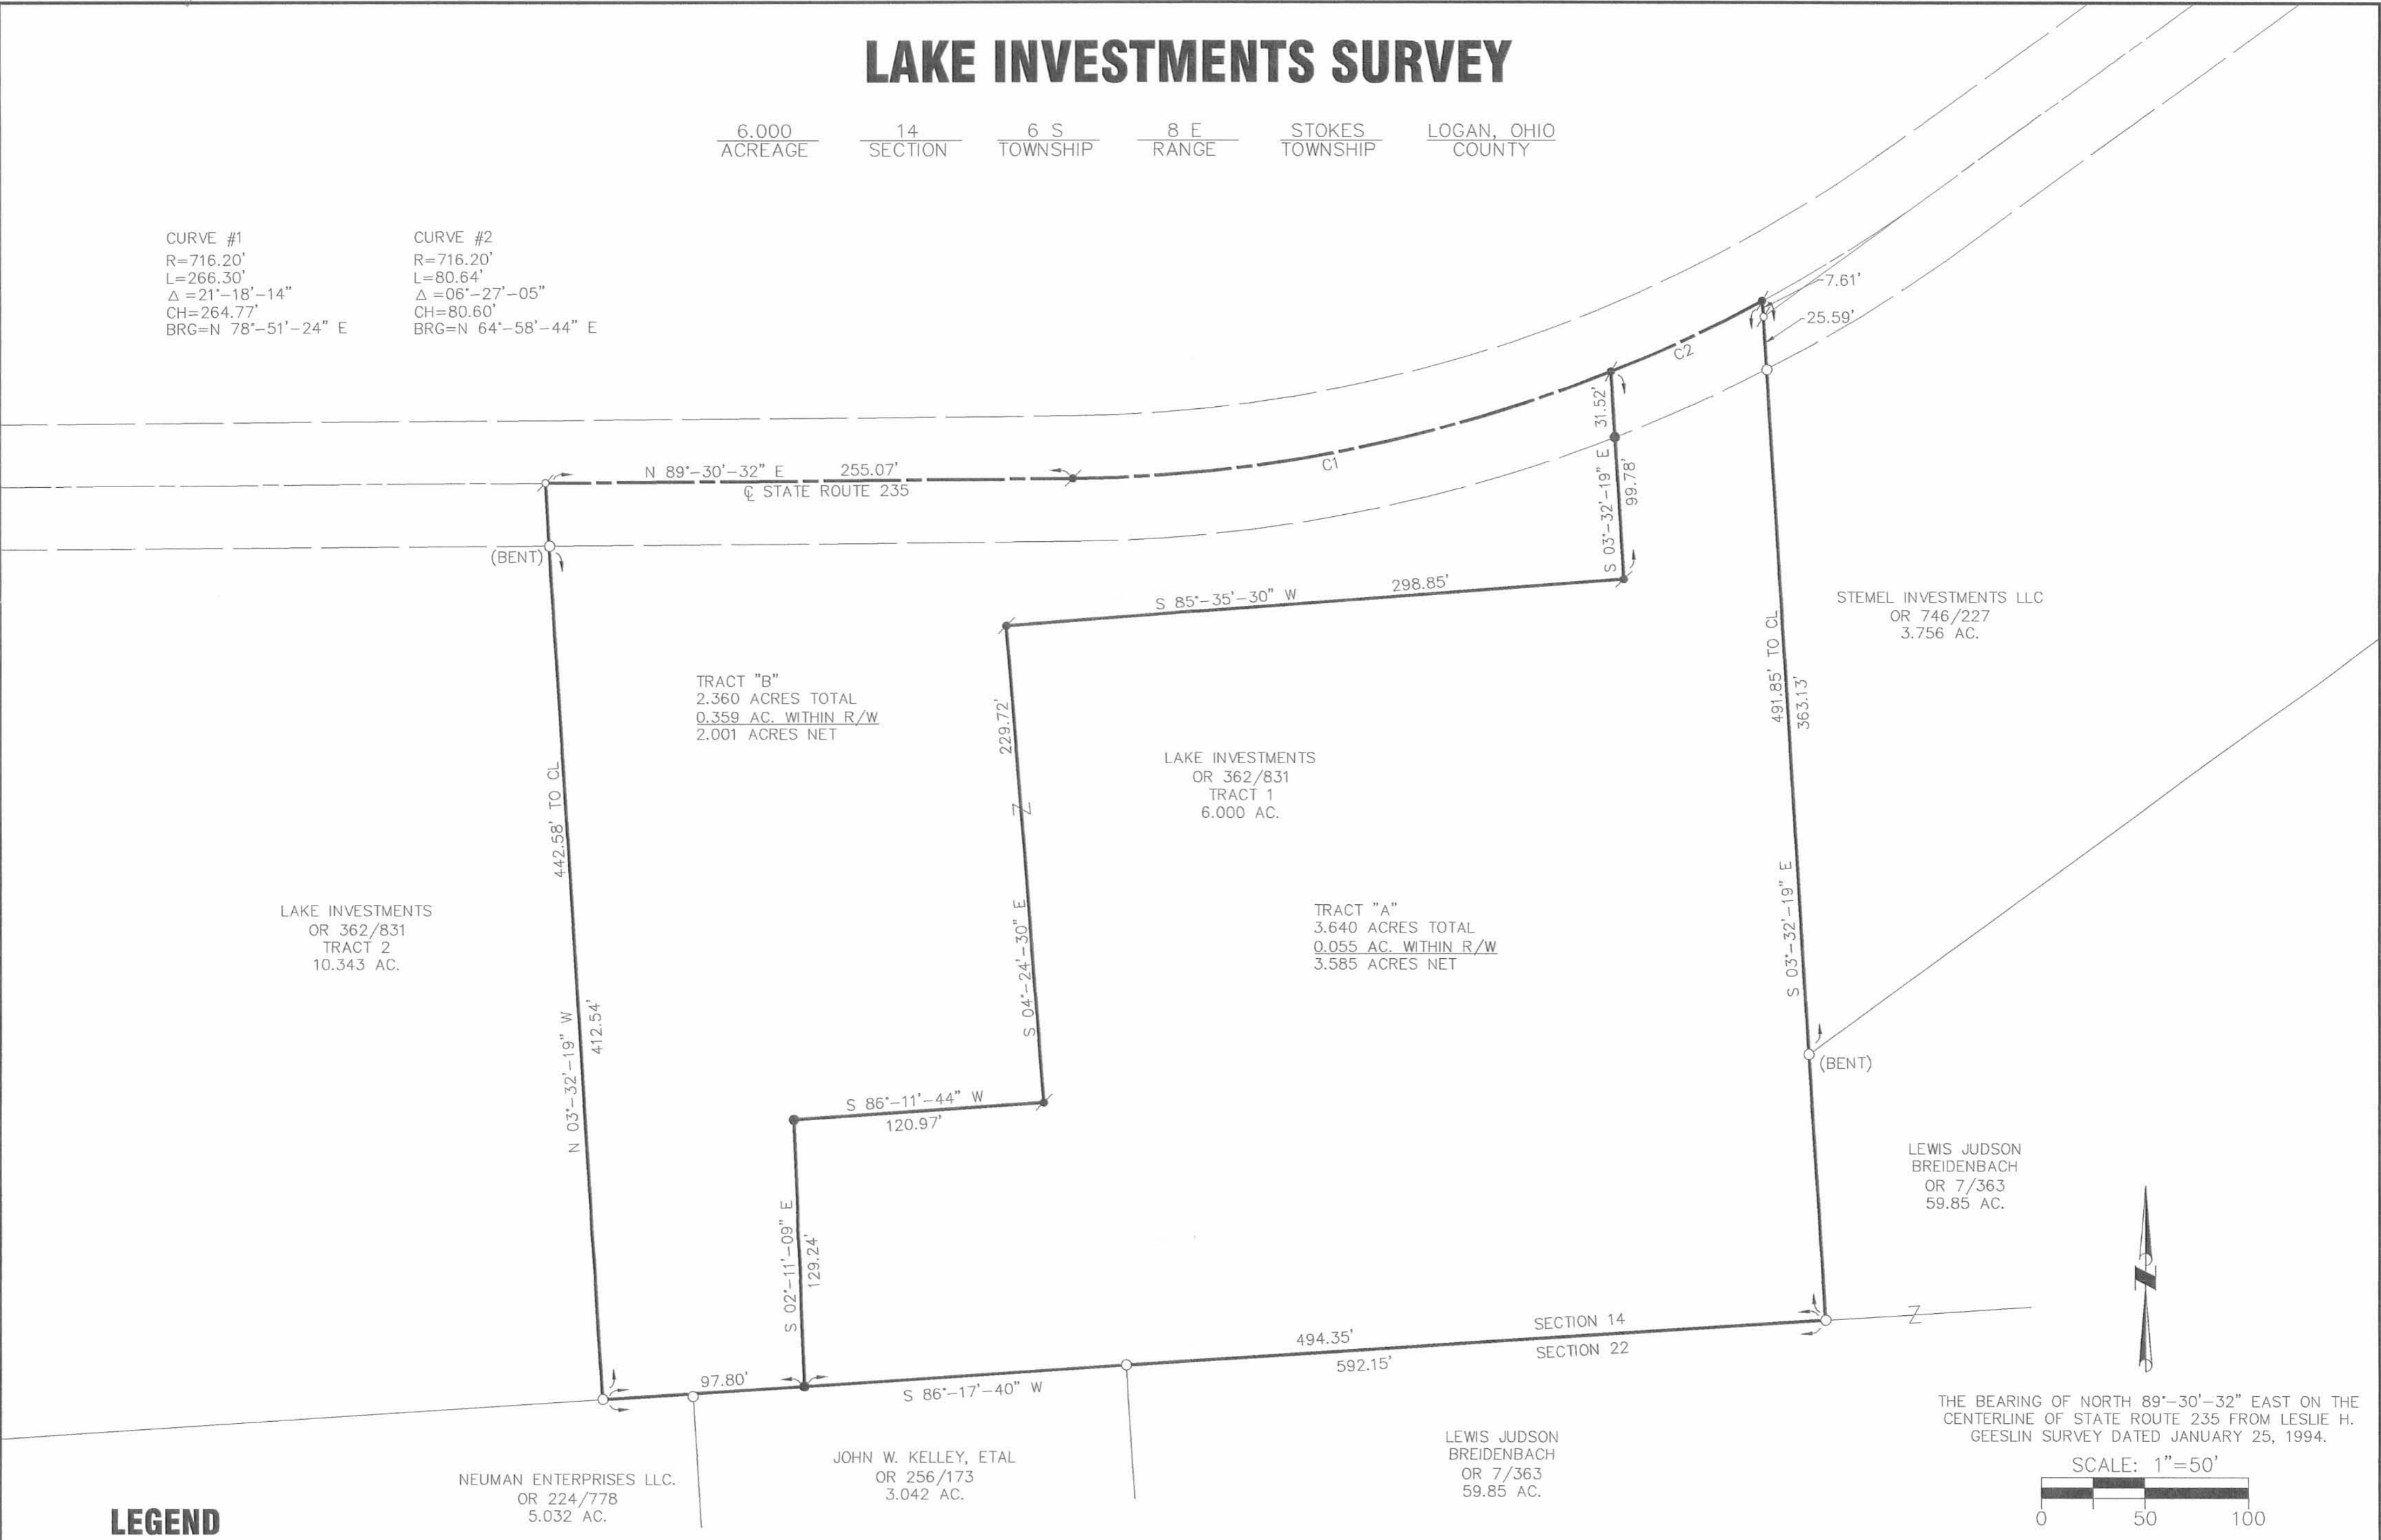 LAKE INVESTMENTS SURVEY
6.000 14 6 S 8 E STOKES LOGAN, OHIO
ACREAGE SECTION TOWNSHIP RANGE TOWNSHIP COUNTY
CURVE #1
R=716.20'
L=266.30'
Δ =21°-18'-14"
CH=264.77'
BRG=N 78°-51'-24" E
CURVE #2
R=716.20'
L=80.64'
Δ =06°-27'-05"
CH=80.60'
BRG=N 64°-58'-44" E
7.61'
25.59'
C2
31.52'
C1
N 89°-30'-32" E 255.07'
℄ STATE ROUTE 235
(BENT)
S 03°-32'-19" E
99.78'
S 85°-35'-30" W 298.85'
STEMEL INVESTMENTS LLC
OR 746/227
3.756 AC.
491.85' TO CL
363.13'
S 03°-32'-19" E
TRACT "B"
2.360 ACRES TOTAL
0.359 AC. WITHIN R/W
2.001 ACRES NET
229.72'
Z
S 04°-24'-30" E
LAKE INVESTMENTS
OR 362/831
TRACT 1
6.000 AC.
442.58' TO CL
N 03°-32'-19" W
412.54'
LAKE INVESTMENTS
OR 362/831
TRACT 2
10.343 AC.
TRACT "A"
3.640 ACRES TOTAL
0.055 AC. WITHIN R/W
3.585 ACRES NET
(BENT)
S 86°-11'-44" W
120.97'
S 02°-11'-09" E
129.24'
LEWIS JUDSON
BREIDENBACH
OR 7/363
59.85 AC.
N
494.35'
592.15'
SECTION 14
SECTION 22
Z
97.80'
S 86°-17'-40" W
THE BEARING OF NORTH 89°-30'-32" EAST ON THE
CENTERLINE OF STATE ROUTE 235 FROM LESLIE H.
GEESLIN SURVEY DATED JANUARY 25, 1994.
NEUMAN ENTERPRISES LLC.
OR 224/778
5.032 AC.
JOHN W. KELLEY, ETAL
OR 256/173
3.042 AC.
LEWIS JUDSON
BREIDENBACH
OR 7/363
59.85 AC.
SCALE: 1"=50'
0 50 100
LEGEND